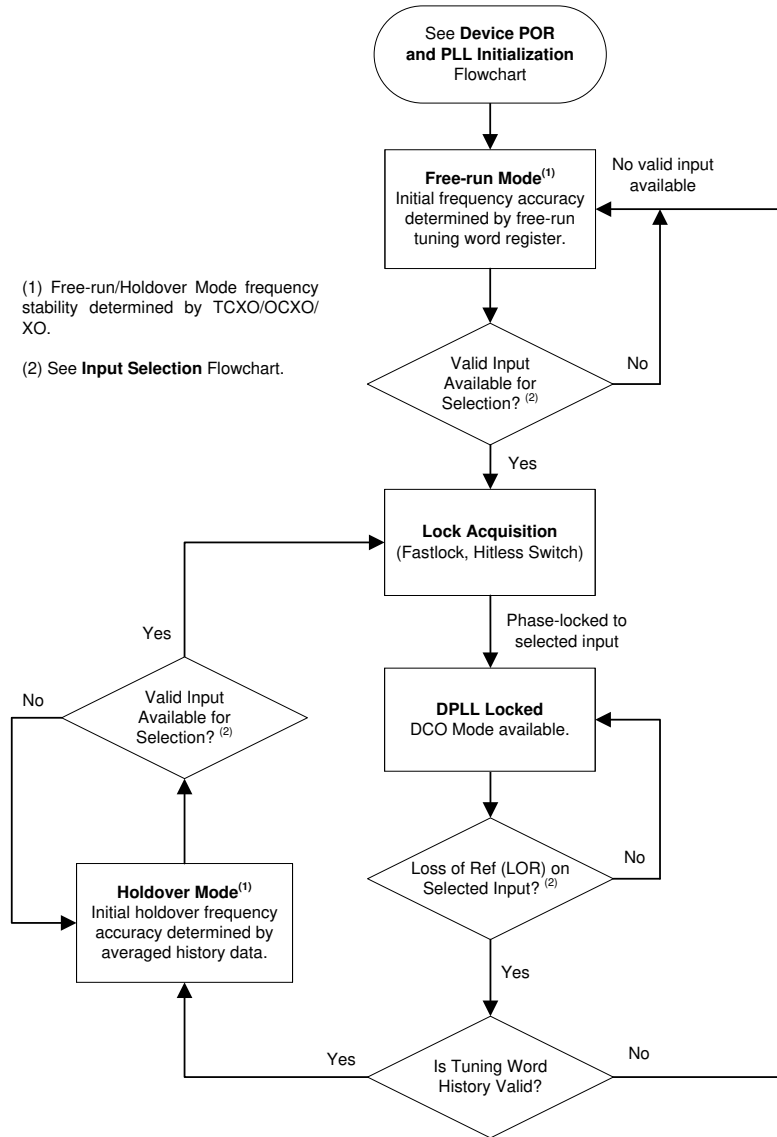 See Device POR
and PLL Initialization
Flowchart
Free-run Mode(1)
Initial frequency accuracy
determined by free-run
tuning word register.
No valid input
available
(1) Free-run/Holdover Mode frequency
stability determined by TCXO/OCXO/
XO.
(2) See Input Selection Flowchart.
Valid Input
Available for
Selection? (2)
No
Yes
Lock Acquisition
(Fastlock, Hitless Switch)
Phase-locked to
selected input
Yes
No
Valid Input
Available for
Selection? (2)
DPLL Locked
DCO Mode available.
Loss of Ref (LOR) on
Selected Input? (2)
No
Holdover Mode(1)
Initial holdover frequency
accuracy determined by
averaged history data.
Yes
Yes
Is Tuning Word
History Valid?
No